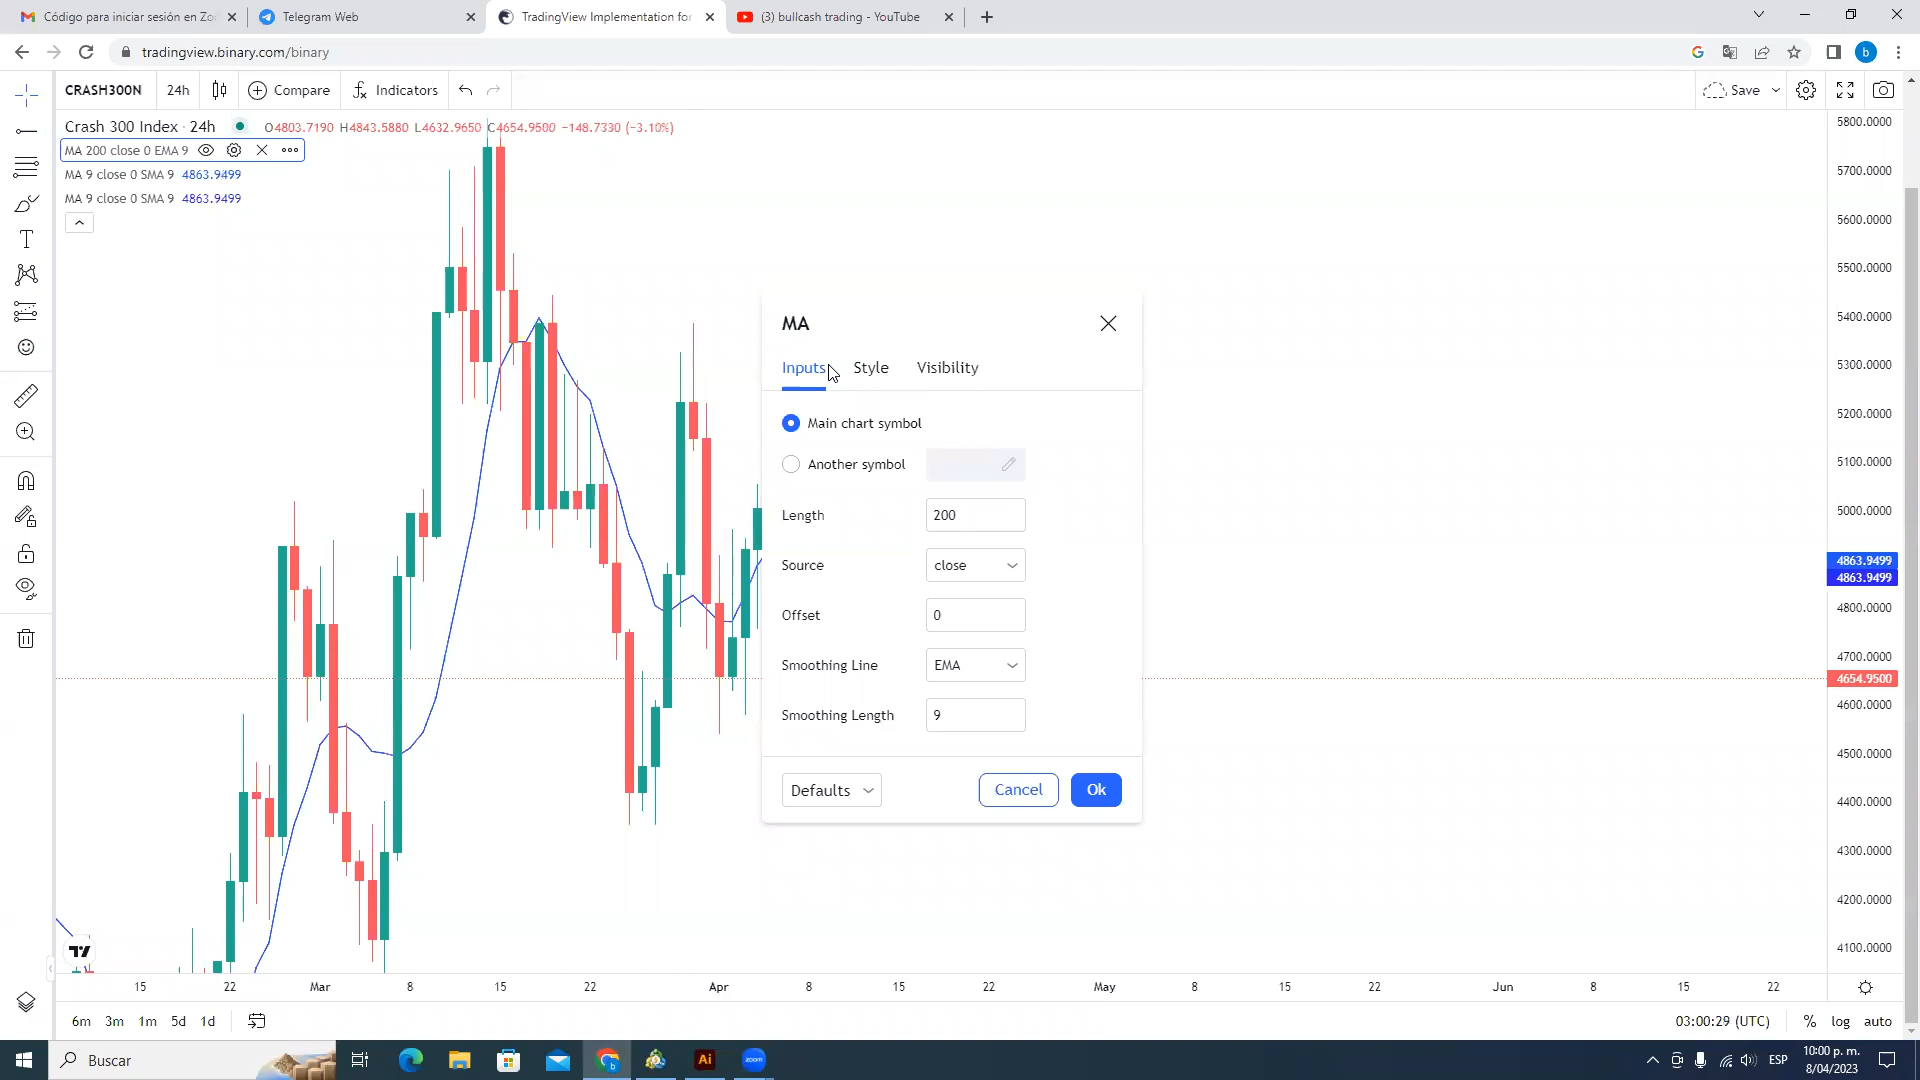 Código para iniciar sesión en Zo
Telegram Web
TradingView Implementation for
(3) bullcash trading - YouTube
tradingview.binary.com/binary
b
CRASH300N
24h
Compare
Indicators
Save
Crash 300 Index · 24h
O4803.7190 H4843.5880 L4632.9650 C4654.9500 −148.7330 (−3.10%)
MA 200 close 0 EMA 9
MA 9 close 0 SMA 9 4863.9499
MA 9 close 0 SMA 9 4863.9499
MA
Inputs
Style
Visibility
Main chart symbol
Another symbol
Length
200
Source
close
Offset
0
Smoothing Line
EMA
Smoothing Length
9
Defaults
Cancel
Ok
5800.0000
5700.0000
5600.0000
5500.0000
5400.0000
5300.0000
5200.0000
5100.0000
5000.0000
4863.9499
4863.9499
4800.0000
4700.0000
4654.9500
4600.0000
4500.0000
4400.0000
4300.0000
4200.0000
4100.0000
15 22 Mar 8 15 22 Apr 8 15 22 May 8 15 22 Jun 8 15 22
6m 3m 1m 5d 1d
03:00:29 (UTC)
% log auto
Buscar
Ai
zoom
ESP
10:00 p. m.
8/04/2023